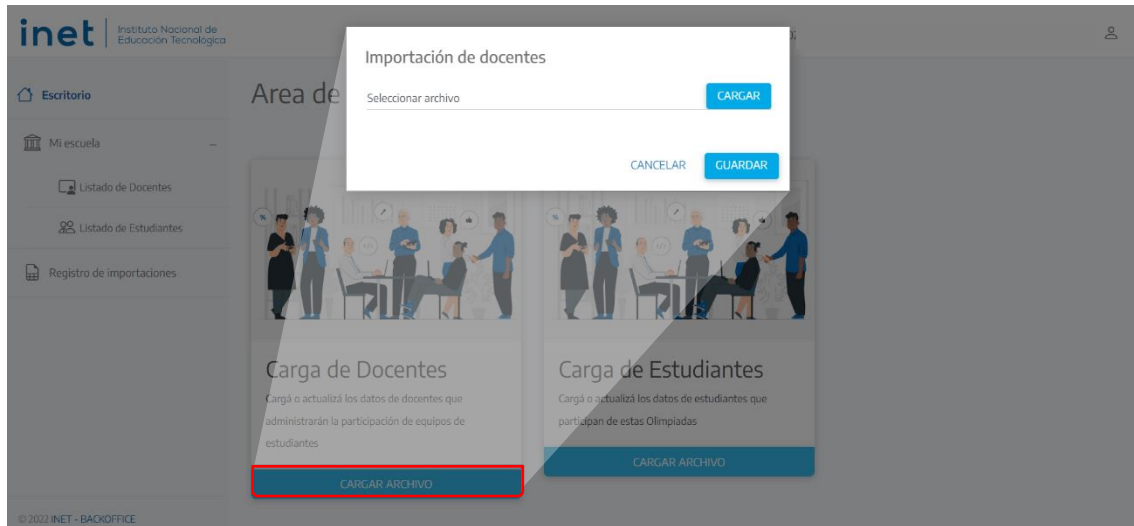 inet
Instituto Nacional de
Educación Tecnológica
Importación de docentes
Seleccionar archivo
CARGAR
CANCELAR
GUARDAR
Escritorio
Mi escuela
Listado de Docentes
Listado de Estudiantes
Registro de importaciones
Area de
Carga de Docentes
Cargá o actualizá los datos de docentes que
administrarán la participación de equipos de
estudiantes
CARGAR ARCHIVO
Carga de Estudiantes
Cargá o actualizá los datos de estudiantes que
participan de estas Olimpiadas
CARGAR ARCHIVO
© 2022 INET - BACKOFFICE